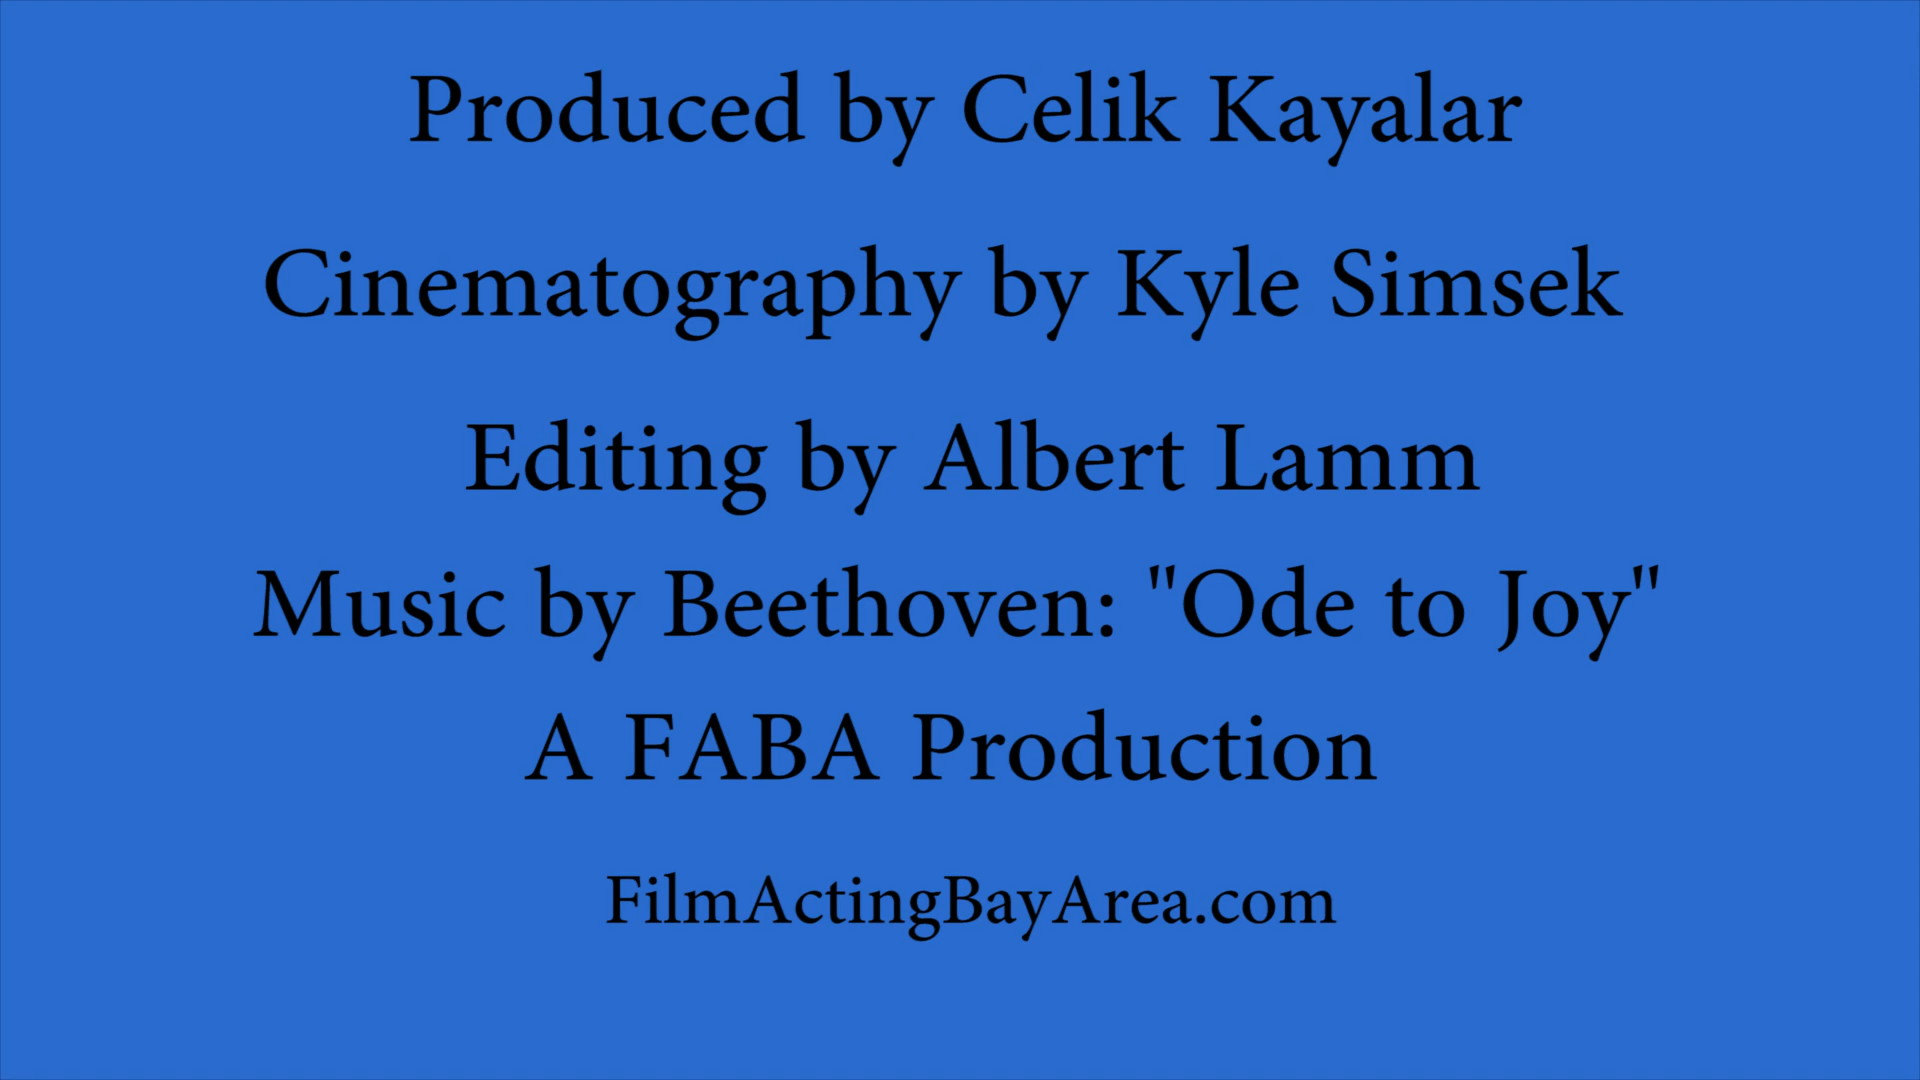 Produced by Celik Kayalar
Cinematography by Kyle Simsek
Editing by Albert Lamm
Music by Beethoven: "Ode to Joy"
A FABA Production
FilmActingBayArea.com